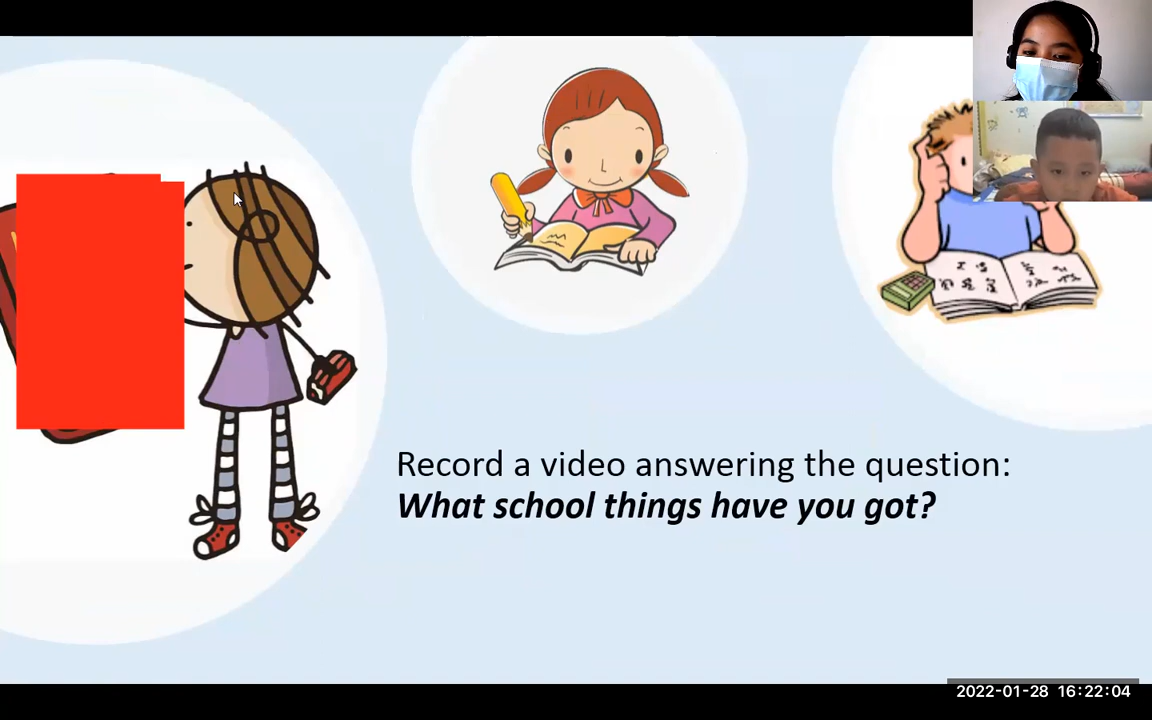 Record a video answering the question:
What school things have you got?
2022-01-28 16:22:04